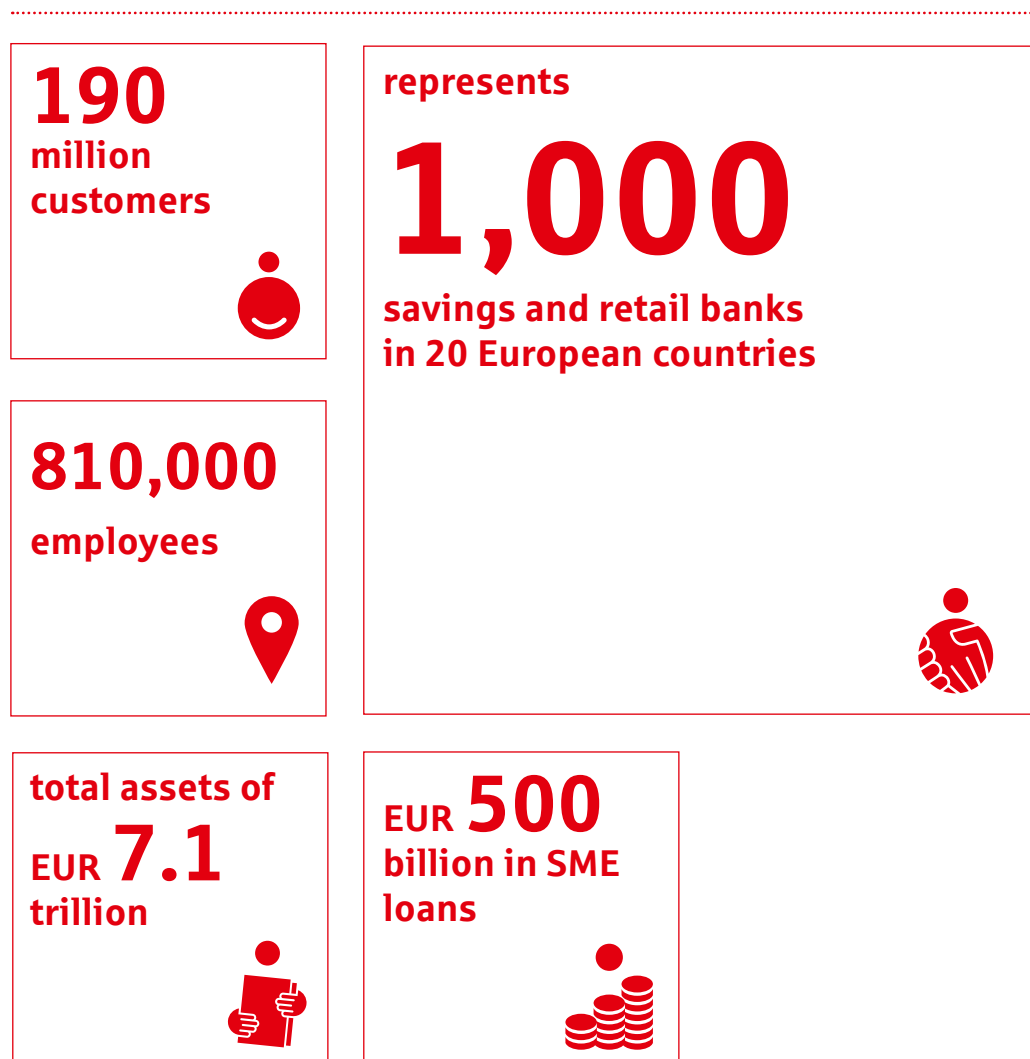 190
million
customers
represents
1,000
savings and retail banks
in 20 European countries
810,000
employees
total assets of
EUR 7.1
trillion
EUR 500
billion in SME
loans